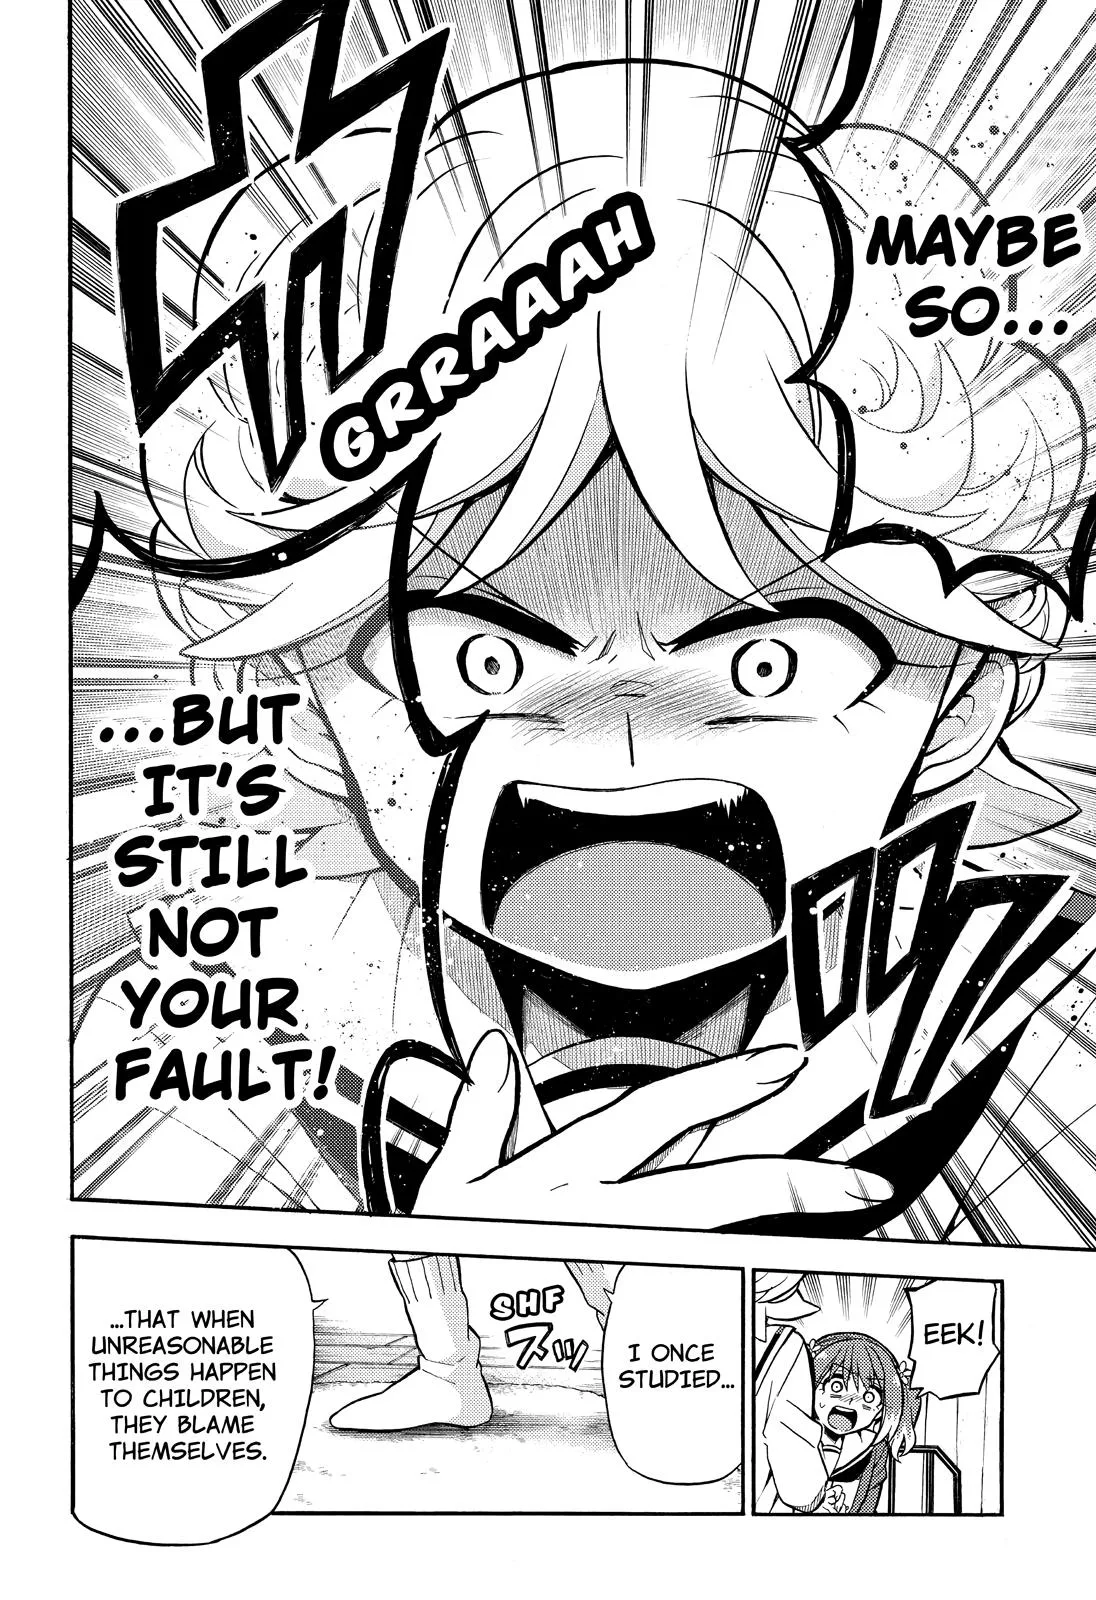 MAYBE
SO...
GRRAAAH
...BUT
IT'S
STILL
NOT
YOUR
FAULT!
EEK!
I ONCE
STUDIED...
SHF
ズッ
...THAT WHEN
UNREASONABLE
THINGS HAPPEN
TO CHILDREN,
THEY BLAME
THEMSELVES.